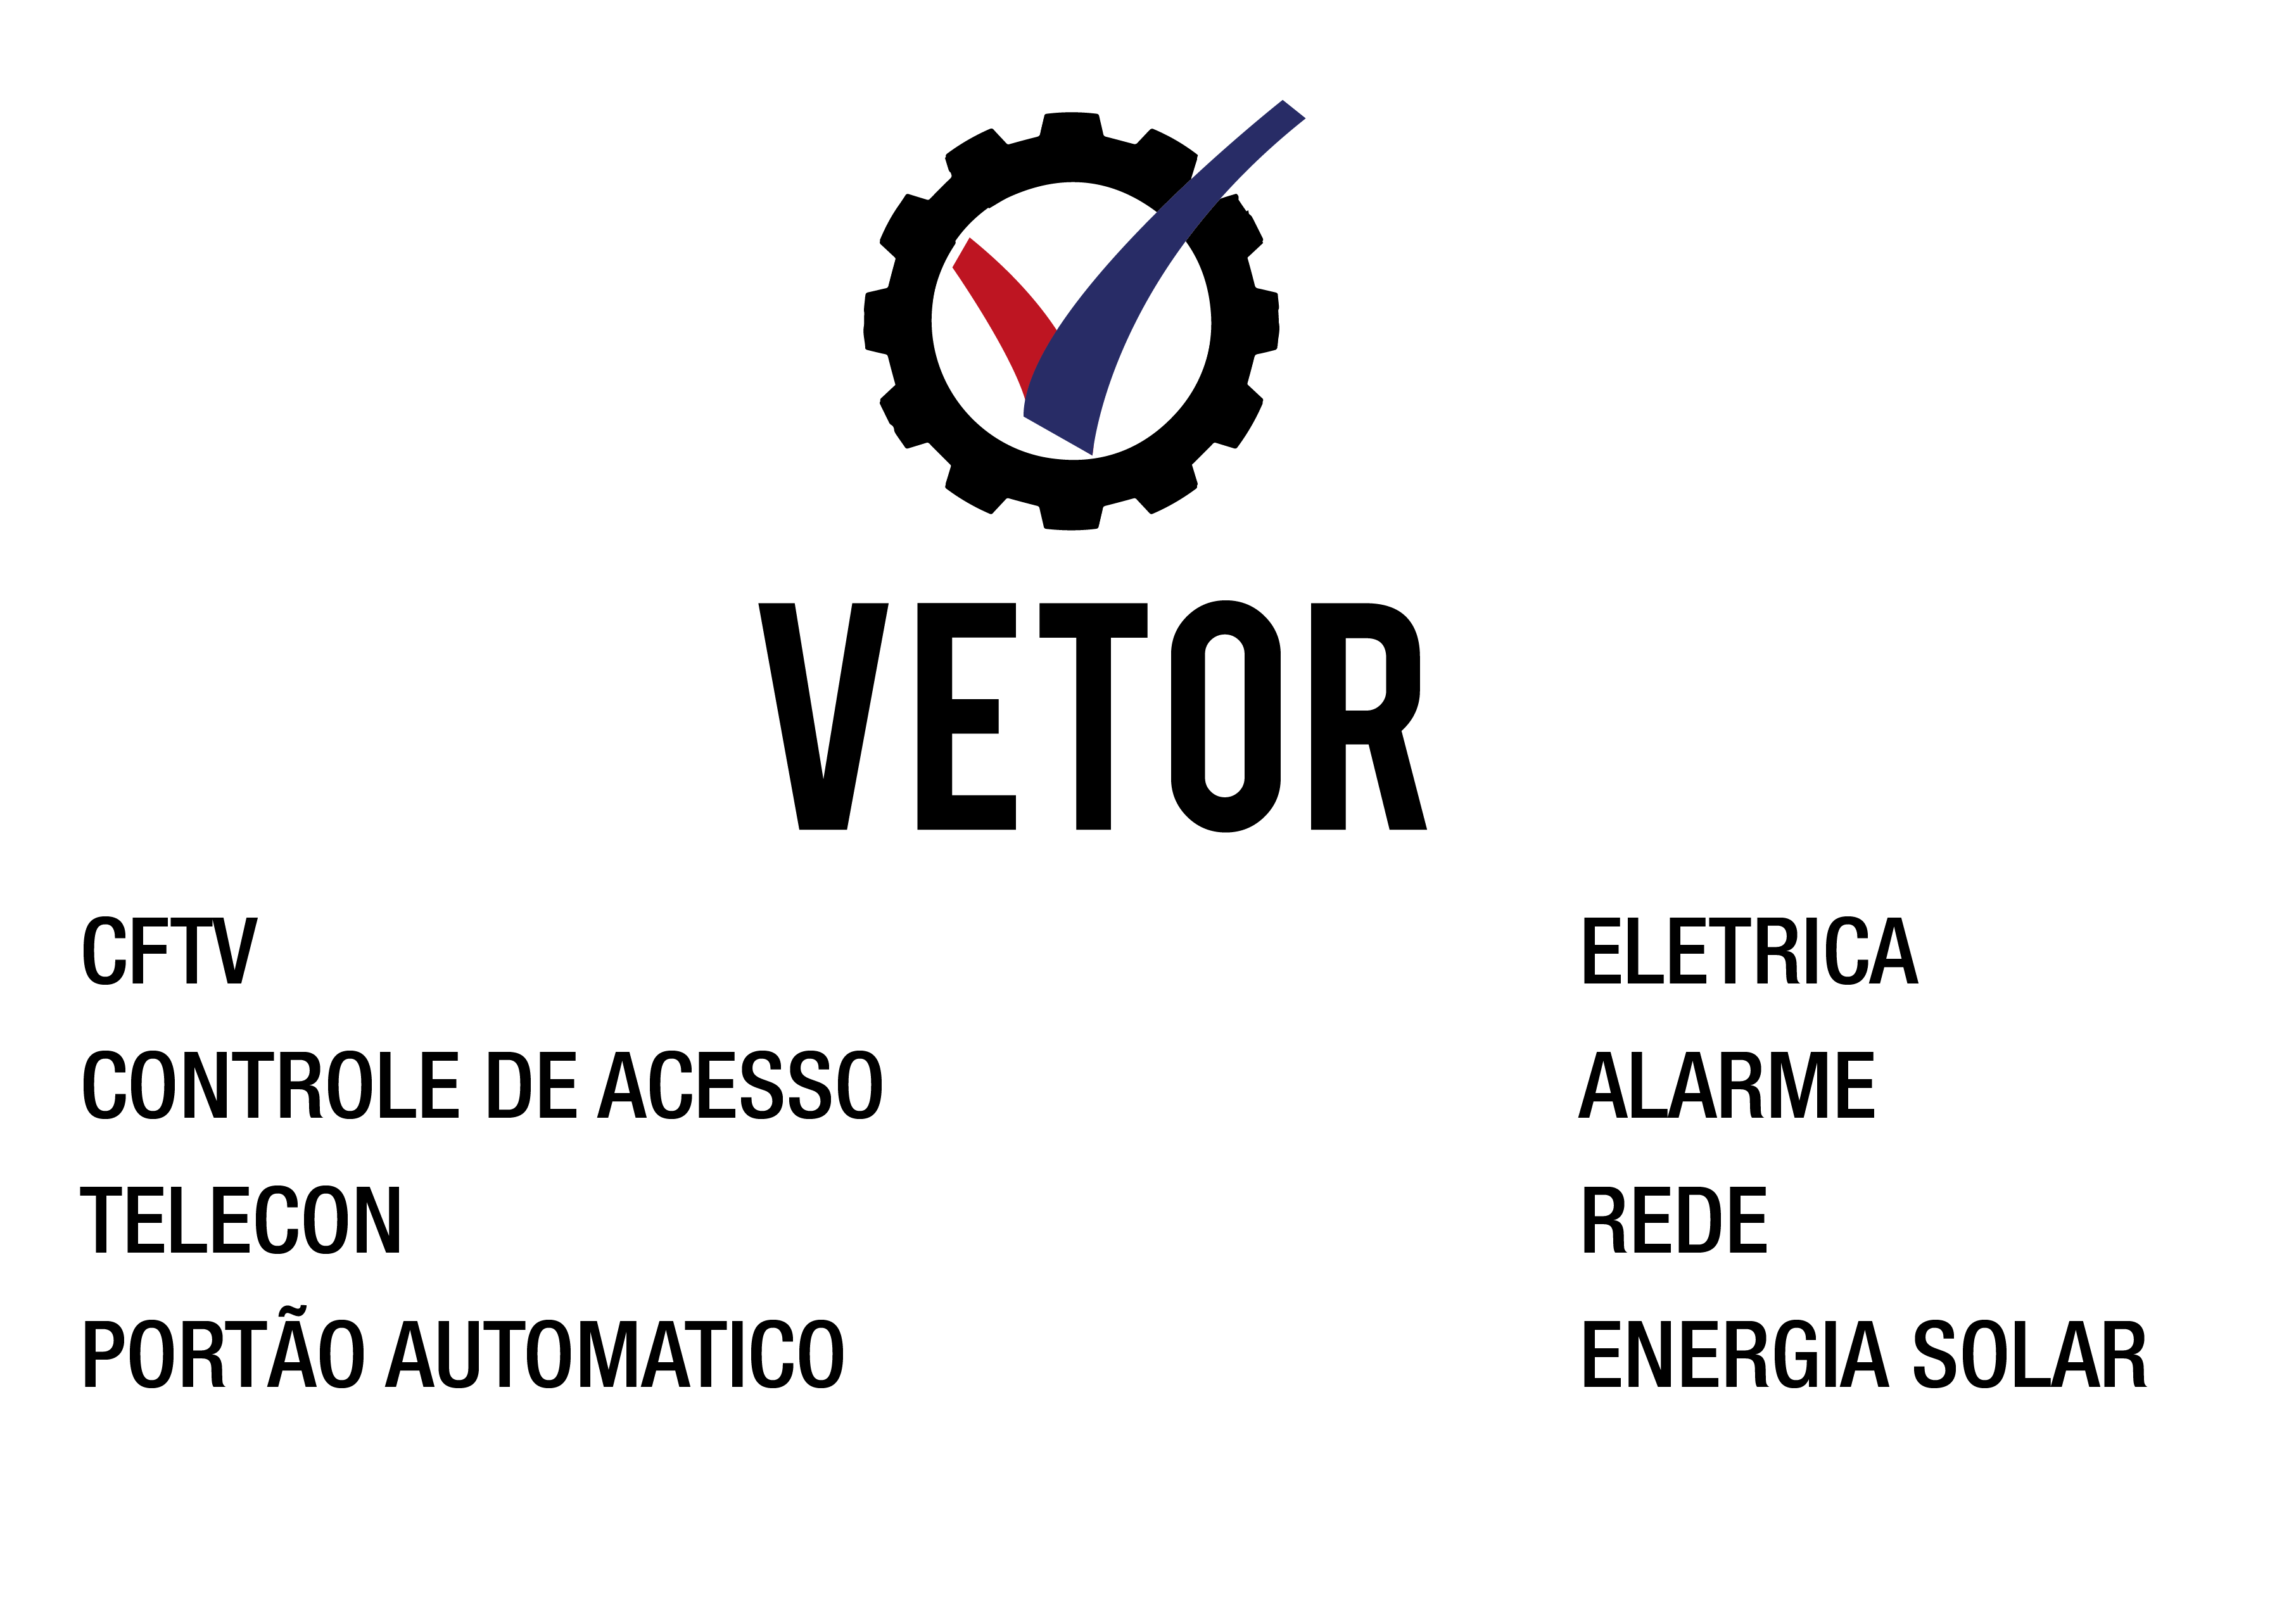 VETOR
CFTV
CONTROLE DE ACESSO
TELECON
PORTÃO AUTOMATICO
ELETRICA
ALARME
REDE
ENERGIA SOLAR